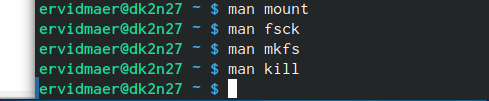 ervidmaer@dk2n27 ~ $ man mount
ervidmaer@dk2n27 ~ $ man fsck
ervidmaer@dk2n27 ~ $ man mkfs
ervidmaer@dk2n27 ~ $ man kill
ervidmaer@dk2n27 ~ $